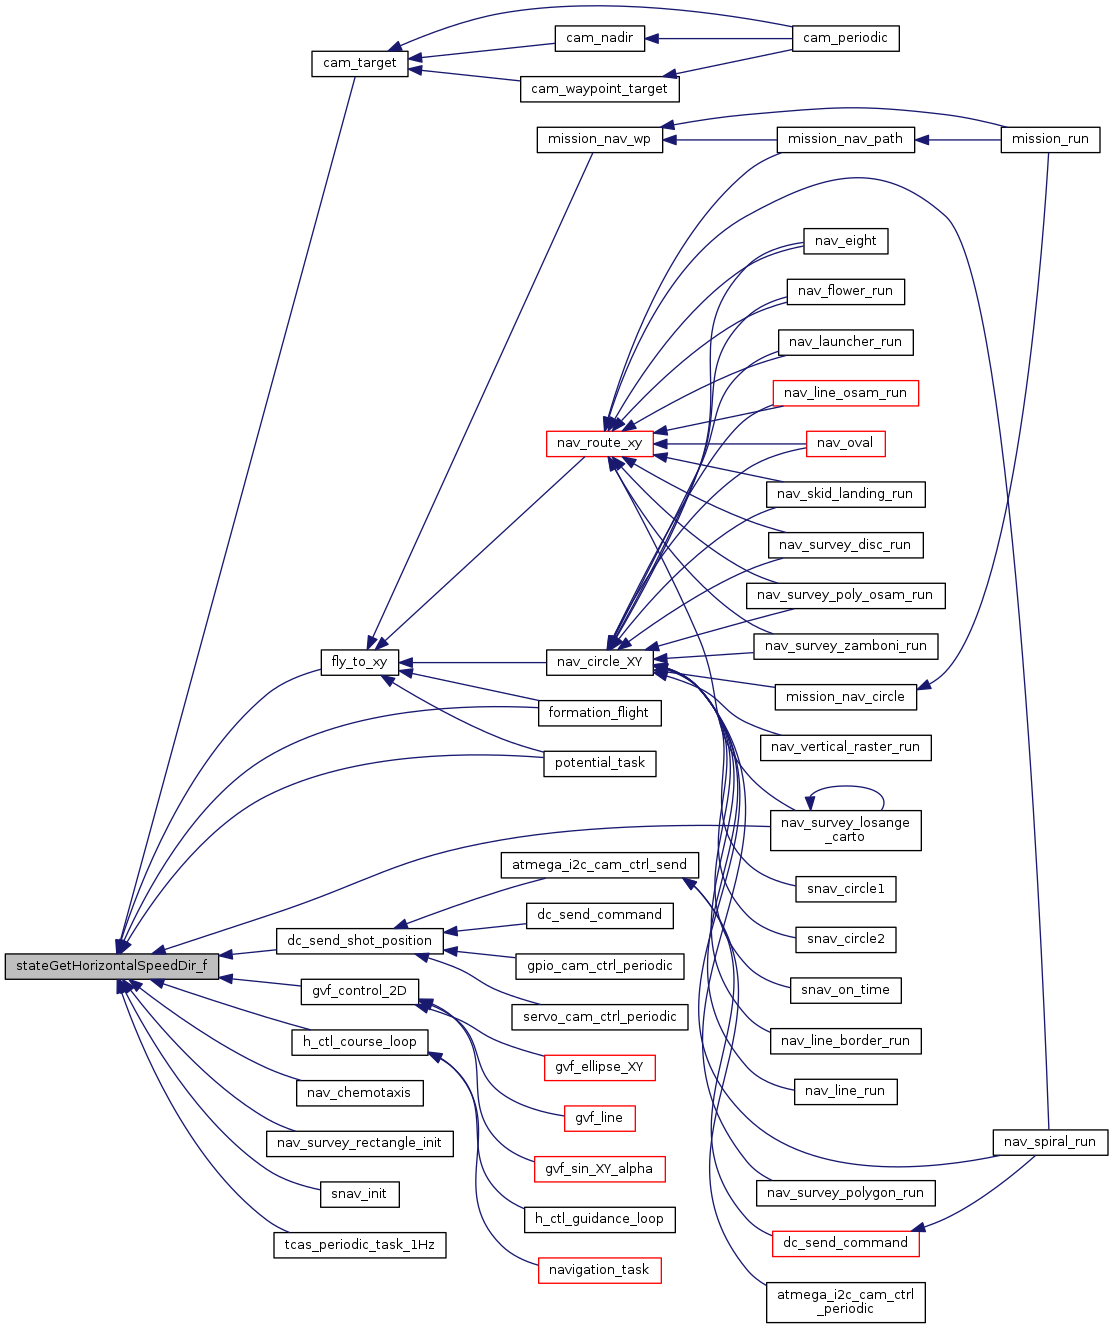 cam_target
cam_nadir
cam_periodic
cam_waypoint_target
mission_nav_wp
mission_nav_path
mission_run
nav_eight
nav_flower_run
nav_launcher_run
nav_line_osam_run
nav_route_xy
nav_oval
nav_skid_landing_run
nav_survey_disc_run
nav_survey_poly_osam_run
nav_survey_zamboni_run
fly_to_xy
nav_circle_XY
mission_nav_circle
formation_flight
nav_vertical_raster_run
potential_task
nav_survey_losange
_carto
atmega_i2c_cam_ctrl_send
snav_circle1
dc_send_command
dc_send_shot_position
snav_circle2
stateGetHorizontalSpeedDir_f
gpio_cam_ctrl_periodic
gvf_control_2D
snav_on_time
servo_cam_ctrl_periodic
h_ctl_course_loop
nav_line_border_run
gvf_ellipse_XY
nav_chemotaxis
nav_line_run
gvf_line
nav_survey_rectangle_init
nav_spiral_run
gvf_sin_XY_alpha
snav_init
nav_survey_polygon_run
h_ctl_guidance_loop
tcas_periodic_task_1Hz
dc_send_command
navigation_task
atmega_i2c_cam_ctrl
_periodic